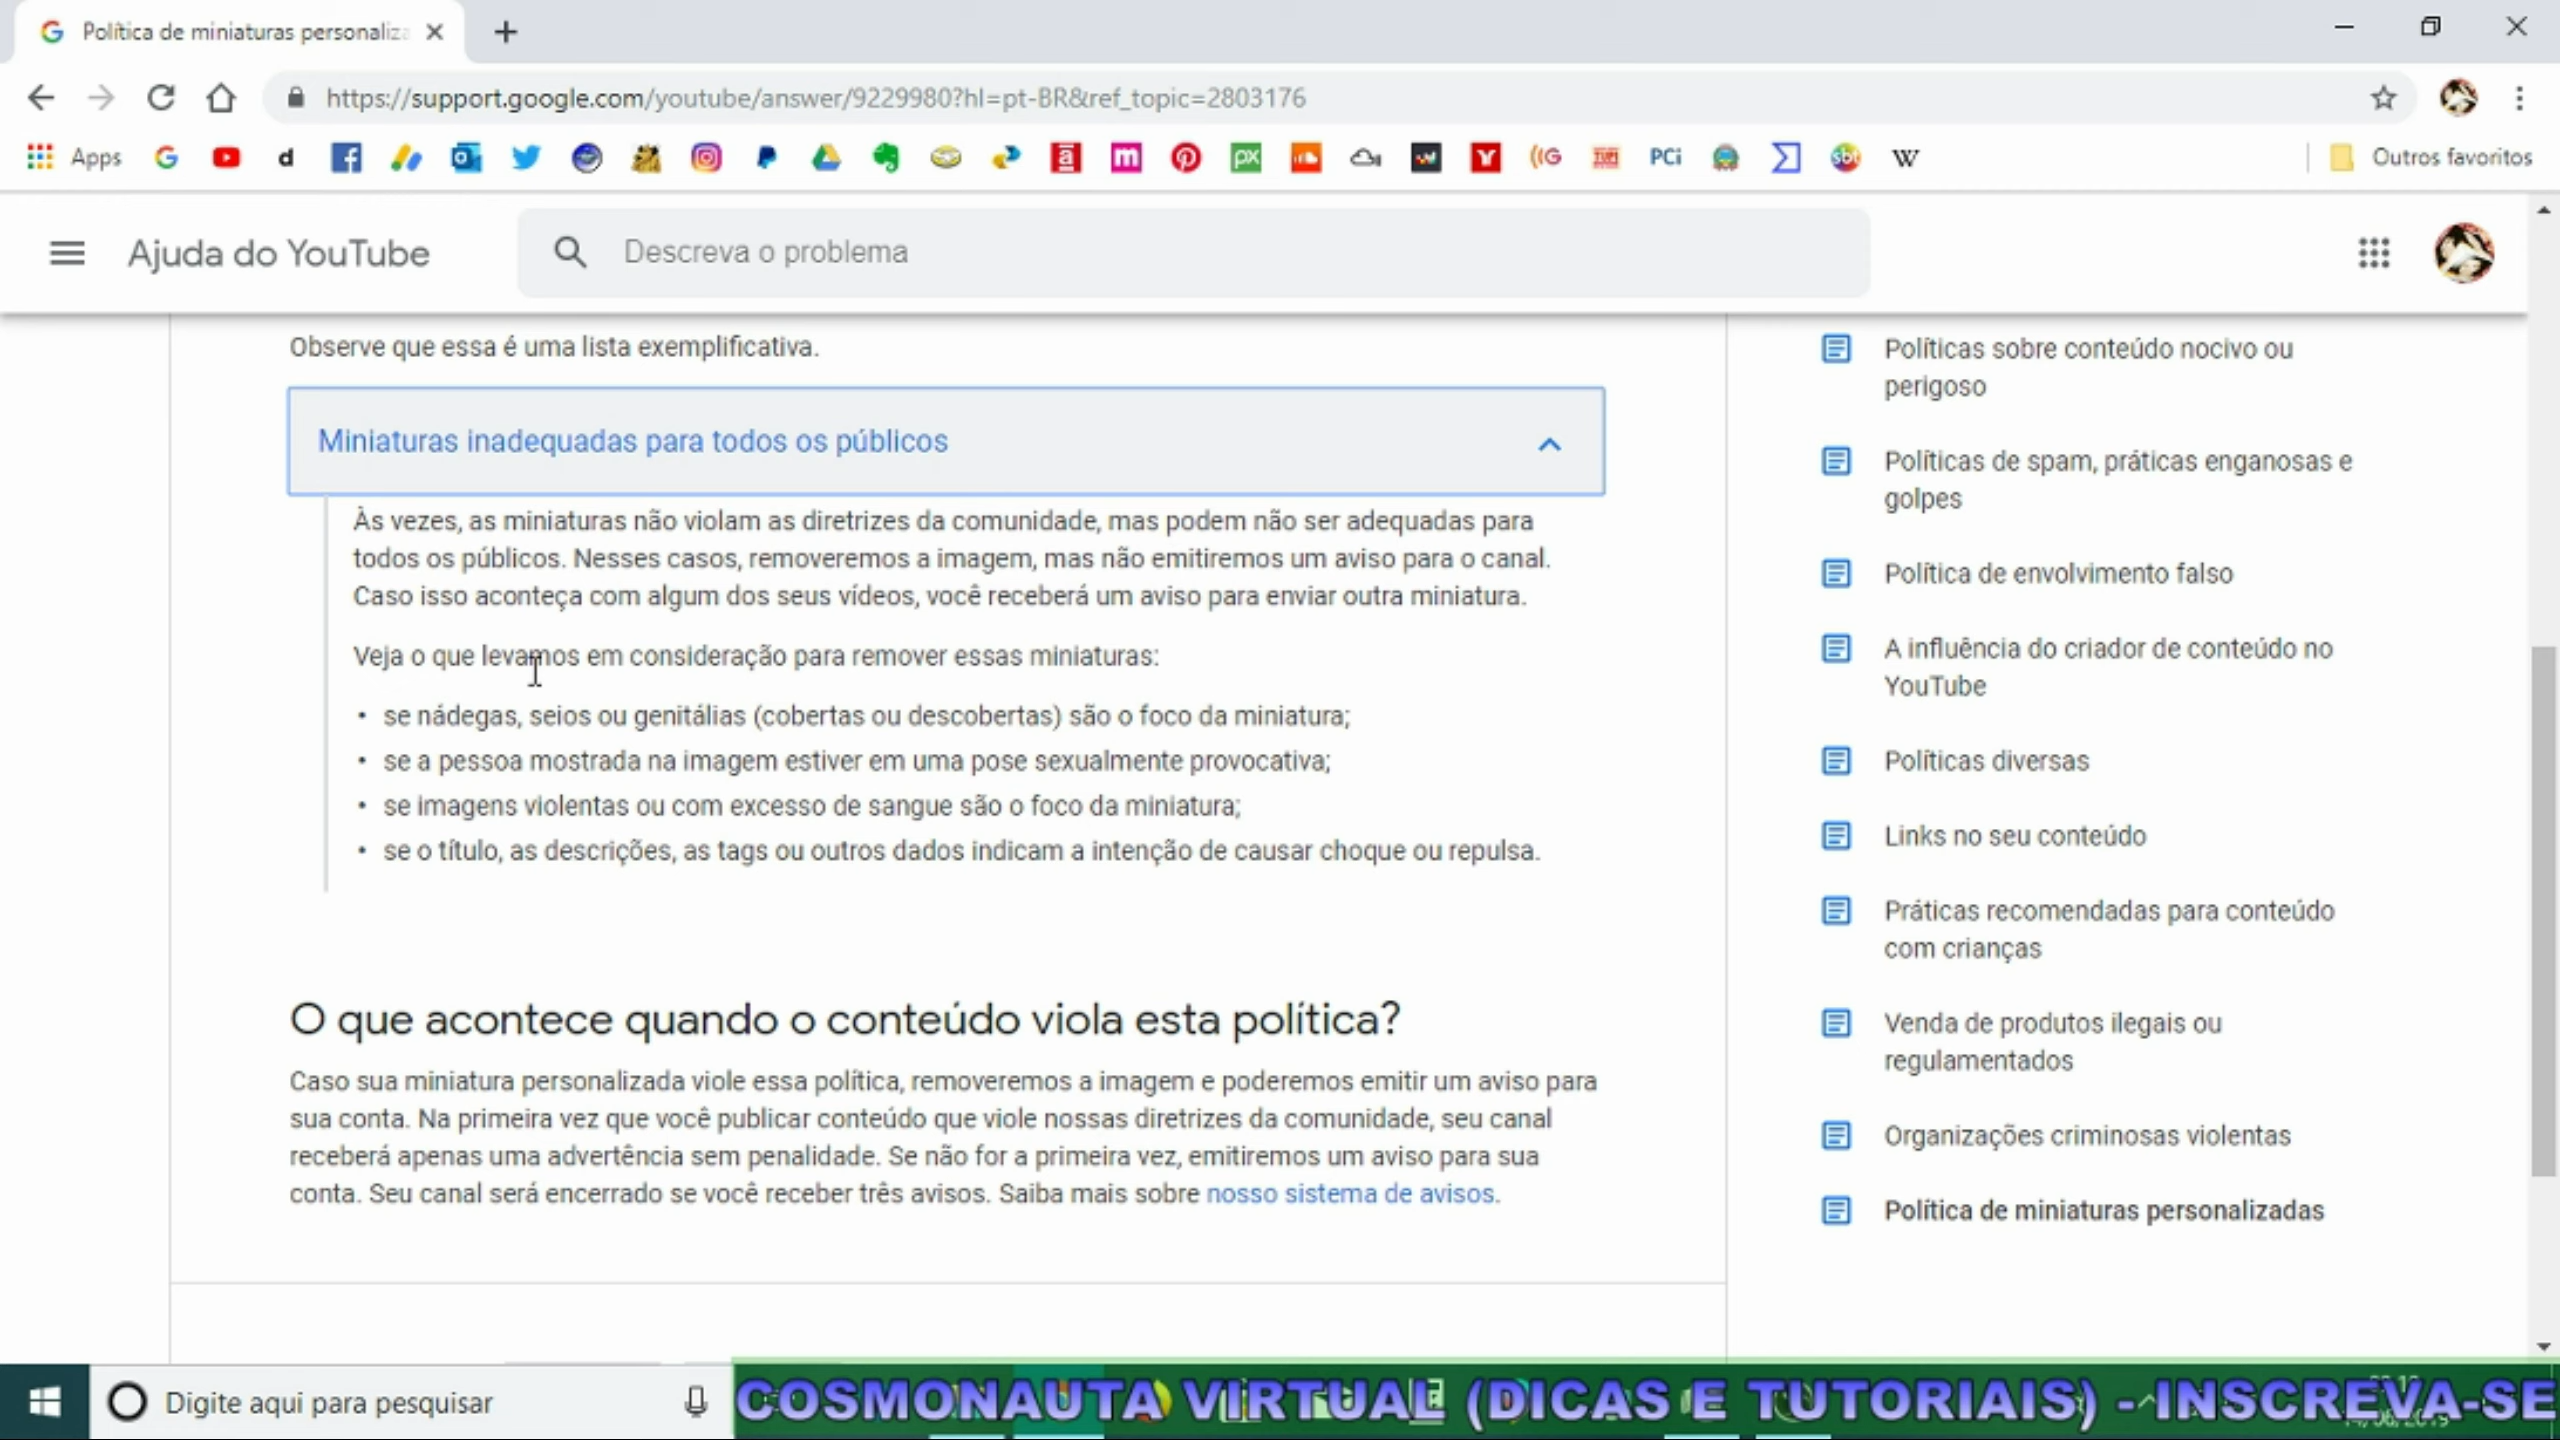 Política de miniaturas personaliza
https://support.google.com/youtube/answer/9229980?hl=pt-BR&ref_topic=2803176
Apps
Outros favoritos
Ajuda do YouTube
Descreva o problema
Observe que essa é uma lista exemplificativa.
Miniaturas inadequadas para todos os públicos
Às vezes, as miniaturas não violam as diretrizes da comunidade, mas podem não ser adequadas para
todos os públicos. Nesses casos, removeremos a imagem, mas não emitiremos um aviso para o canal.
Caso isso aconteça com algum dos seus vídeos, você receberá um aviso para enviar outra miniatura.
Veja o que levamos em consideração para remover essas miniaturas:
• se nádegas, seios ou genitálias (cobertas ou descobertas) são o foco da miniatura;
• se a pessoa mostrada na imagem estiver em uma pose sexualmente provocativa;
• se imagens violentas ou com excesso de sangue são o foco da miniatura;
• se o título, as descrições, as tags ou outros dados indicam a intenção de causar choque ou repulsa.
O que acontece quando o conteúdo viola esta política?
Caso sua miniatura personalizada viole essa política, removeremos a imagem e poderemos emitir um aviso para
sua conta. Na primeira vez que você publicar conteúdo que viole nossas diretrizes da comunidade, seu canal
receberá apenas uma advertência sem penalidade. Se não for a primeira vez, emitiremos um aviso para sua
conta. Seu canal será encerrado se você receber três avisos. Saiba mais sobre nosso sistema de avisos.
Políticas sobre conteúdo nocivo ou
perigoso
Políticas de spam, práticas enganosas e
golpes
Política de envolvimento falso
A influência do criador de conteúdo no
YouTube
Políticas diversas
Links no seu conteúdo
Práticas recomendadas para conteúdo
com crianças
Venda de produtos ilegais ou
regulamentados
Organizações criminosas violentas
Política de miniaturas personalizadas
Digite aqui para pesquisar
COSMONAUTA VIRTUAL (DICAS E TUTORIAIS) - INSCREVA-SE